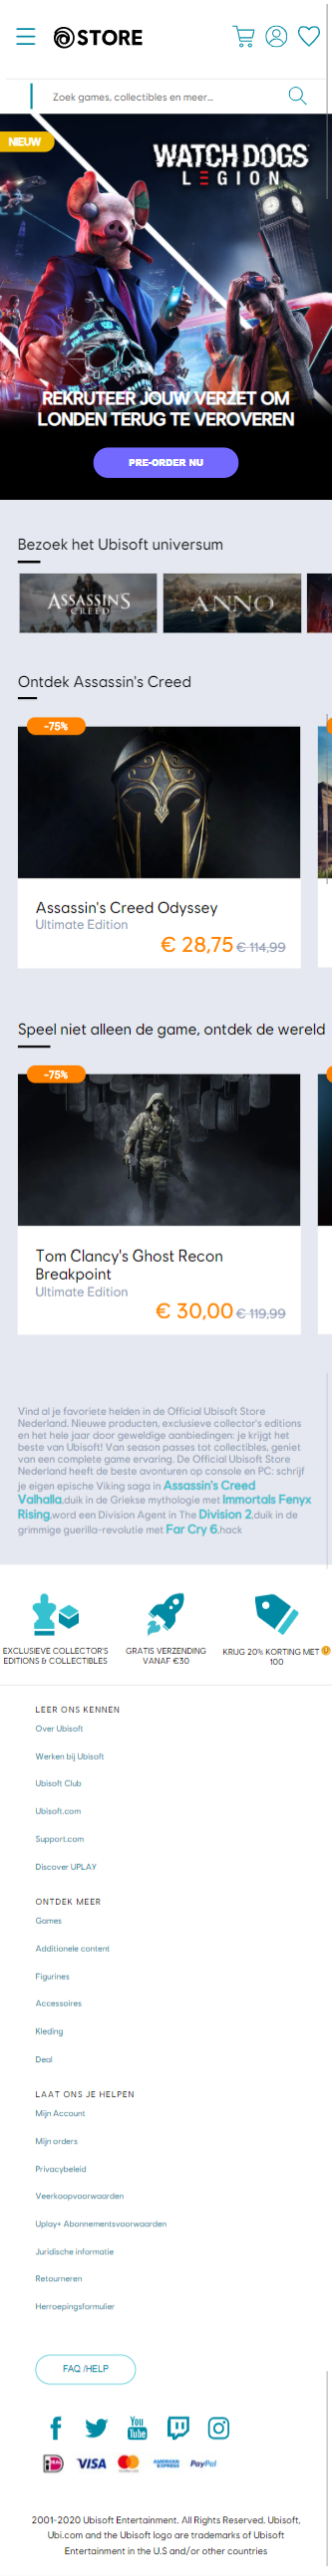 STORE
Zoek games, collectibles en meer...
NIEUW
WATCH DOGS
LEGION
REKRUTEER JOUW VERZET OM
LONDEN TERUG TE VEROVEREN
PRE-ORDER NU
Bezoek het Ubisoft universum
ASSASSIN'S
CREED
ANNO
Ontdek Assassin's Creed
-75%
Assassin's Creed Odyssey
Ultimate Edition
€ 28,75 € 114,99
Speel niet alleen de game, ontdek de wereld
-75%
Tom Clancy's Ghost Recon
Breakpoint
Ultimate Edition
€ 30,00 € 119,99
Vind al je favoriete helden in de Official Ubisoft Store
Nederland. Nieuwe producten, exclusieve collector's editions
en het hele jaar door geweldige aanbiedingen: je krijgt het
beste van Ubisoft! Van season passes tot collectibles, geniet
van een complete game ervaring. De Official Ubisoft Store
Nederland heeft de beste avonturen op console en PC: schrijf
je eigen epische Viking saga in Assassin's Creed
Valhalla,duik in de Griekse mythologie met Immortals Fenyx
Rising,word een Division Agent in The Division 2,duik in de
grimmige guerilla-revolutie met Far Cry 6,hack
EXCLUSIEVE COLLECTOR'S
EDITIONS & COLLECTIBLES
GRATIS VERZENDING
VANAF €30
KRIJG 20% KORTING MET
100
LEER ONS KENNEN
Over Ubisoft
Werken bij Ubisoft
Ubisoft Club
Ubisoft.com
Support.com
Discover UPLAY
ONTDEK MEER
Games
Additionele content
Figurines
Accessoires
Kleding
Deal
LAAT ONS JE HELPEN
Mijn Account
Mijn orders
Privacybeleid
Veerkoopvoorwaarden
Uplay+ Abonnementsvoorwaarden
Juridische informatie
Retourneren
Herroepingsformulier
FAQ /HELP
You
Tube
iD VISA mastercard AMERICAN EXPRESS PayPal
2001-2020 Ubisoft Entertainment. All Rights Reserved. Ubisoft,
Ubi.com and the Ubisoft logo are trademarks of Ubisoft
Entertainment in the U.S and/or other countries